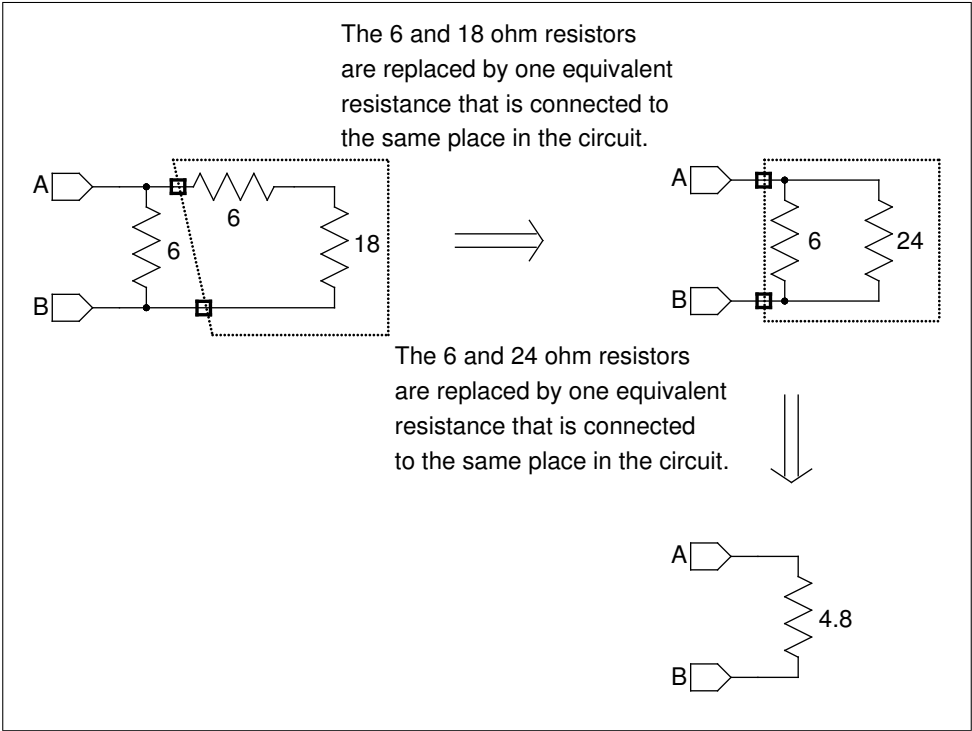 The 6 and 18 ohm resistors
are replaced by one equivalent
resistance that is connected to
the same place in the circuit.
A
6
6
18
B
A
6
24
B
The 6 and 24 ohm resistors
are replaced by one equivalent
resistance that is connected
to the same place in the circuit.
A
4.8
B